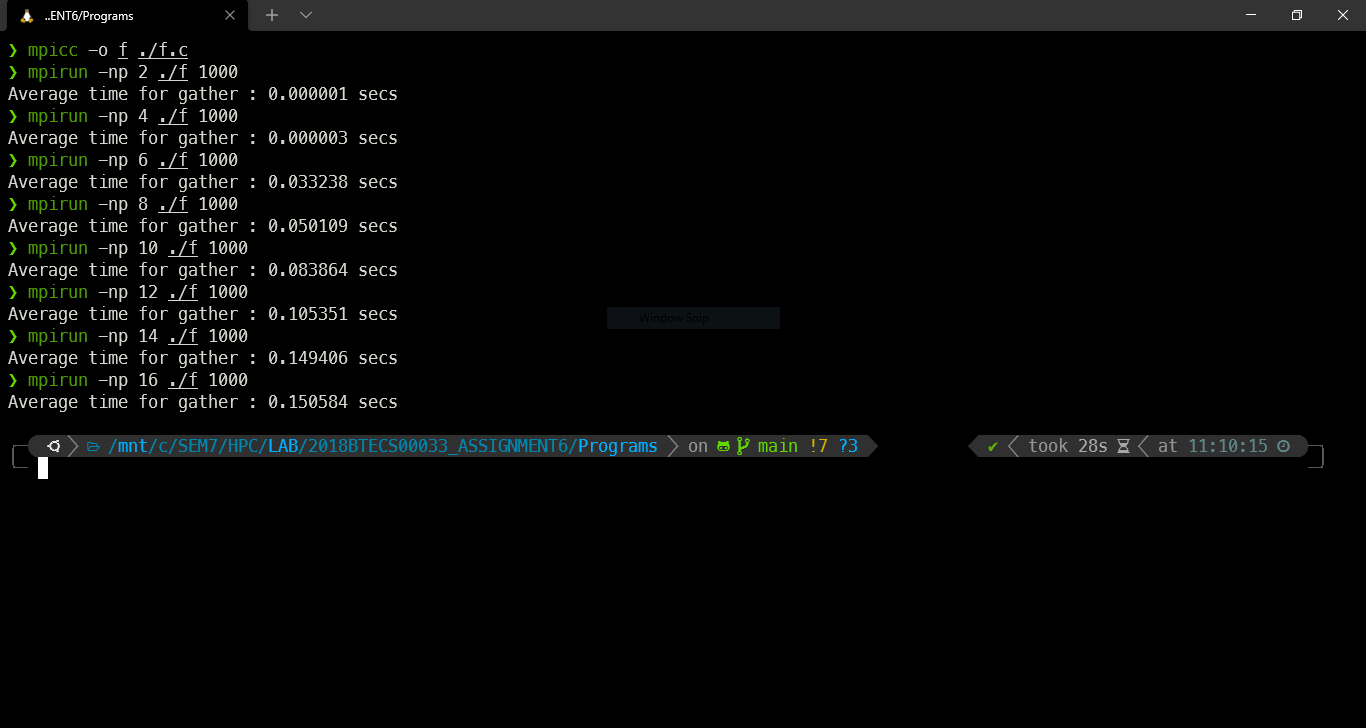 ..ENT6/Programs
❯ mpicc -o f ./f.c
❯ mpirun -np 2 ./f 1000
Average time for gather : 0.000001 secs
❯ mpirun -np 4 ./f 1000
Average time for gather : 0.000003 secs
❯ mpirun -np 6 ./f 1000
Average time for gather : 0.033238 secs
❯ mpirun -np 8 ./f 1000
Average time for gather : 0.050109 secs
❯ mpirun -np 10 ./f 1000
Average time for gather : 0.083864 secs
❯ mpirun -np 12 ./f 1000
Average time for gather : 0.105351 secs
Window Snip
❯ mpirun -np 14 ./f 1000
Average time for gather : 0.149406 secs
❯ mpirun -np 16 ./f 1000
Average time for gather : 0.150584 secs
/mnt/c/SEM7/HPC/LAB/2018BTECS00033_ASSIGNMENT6/Programs on main !7 ?3 ✔ took 28s at 11:10:15